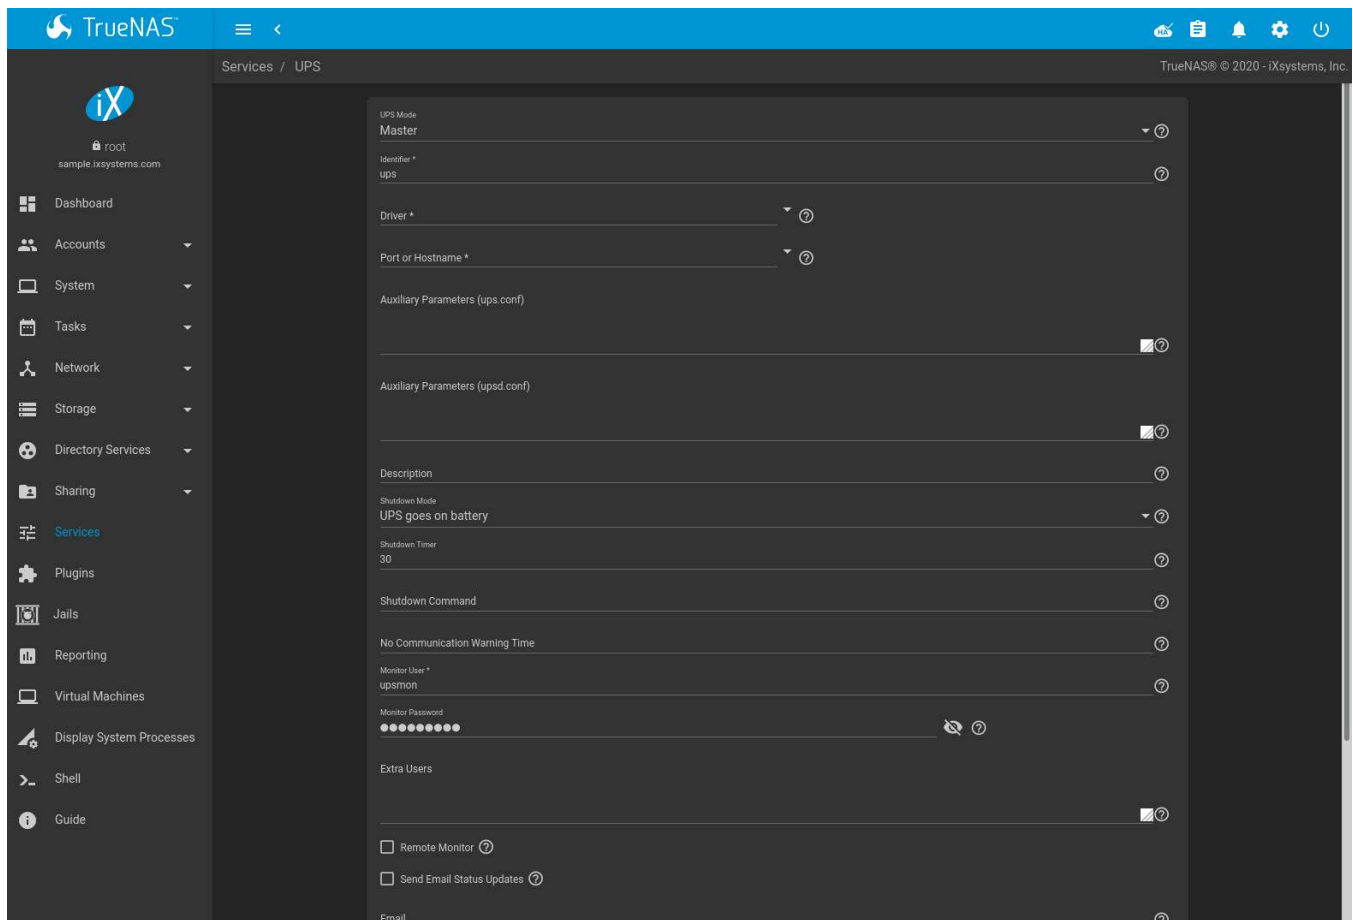 TrueNAS™
HA
Services / UPS
TrueNAS® © 2020 - iXsystems, Inc.
iX
root
sample.ixsystems.com
Dashboard
Accounts
System
Tasks
Network
Storage
Directory Services
Sharing
Services
Plugins
Jails
Reporting
Virtual Machines
Display System Processes
Shell
Guide
UPS Mode
Master
Identifier *
ups
Driver *
Port or Hostname *
Auxiliary Parameters (ups.conf)
Auxiliary Parameters (upsd.conf)
Description
Shutdown Mode
UPS goes on battery
Shutdown Timer
30
Shutdown Command
No Communication Warning Time
Monitor User *
upsmon
Monitor Password
Extra Users
Remote Monitor
Send Email Status Updates
Email